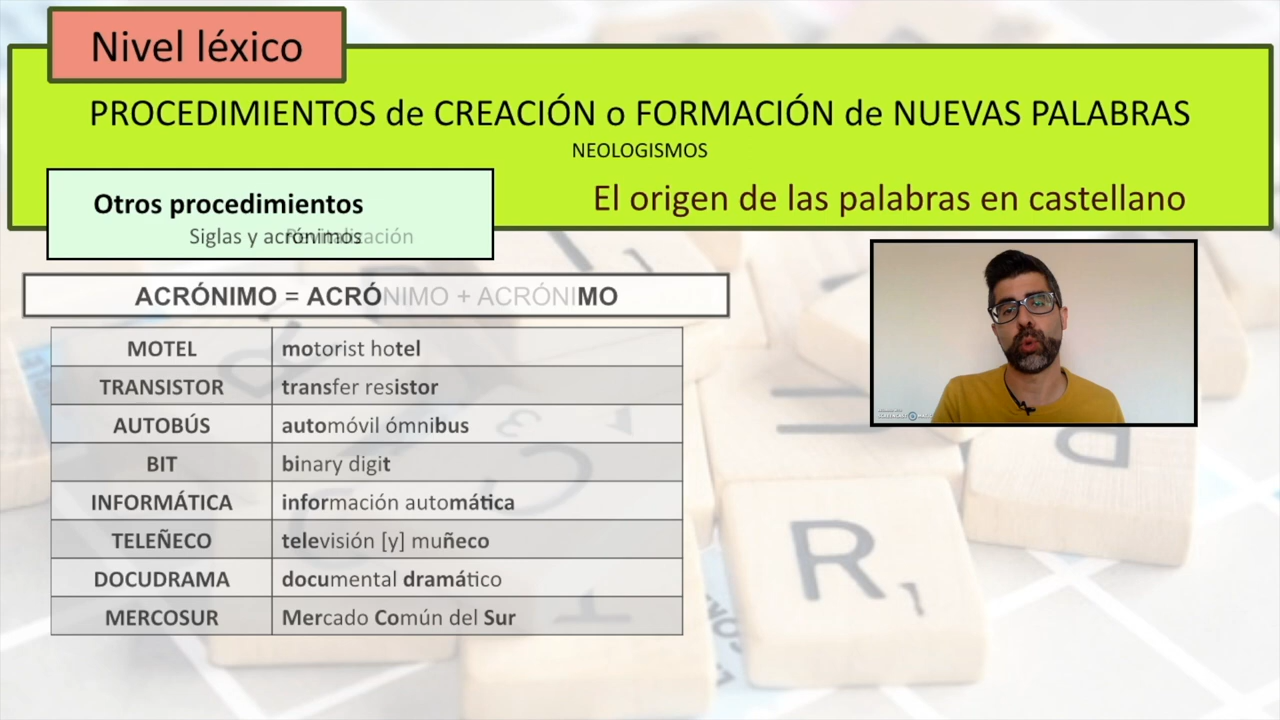 Nivel léxico
PROCEDIMIENTOS de CREACIÓN o FORMACIÓN de NUEVAS PALABRAS
NEOLOGISMOS
Otros procedimientos
El origen de las palabras en castellano
Siglas y acrónimos
Revitalización
ACRÓNIMO = ACRÓNIMO + ACRÓNIMO
MOTEL motorist hotel
TRANSISTOR transfer resistor
AUTOBÚS automóvil ómnibus
BIT binary digit
INFORMÁTICA información automática
TELEÑECO televisión [y] muñeco
DOCUDRAMA documental dramático
MERCOSUR Mercado Común del Sur
R1